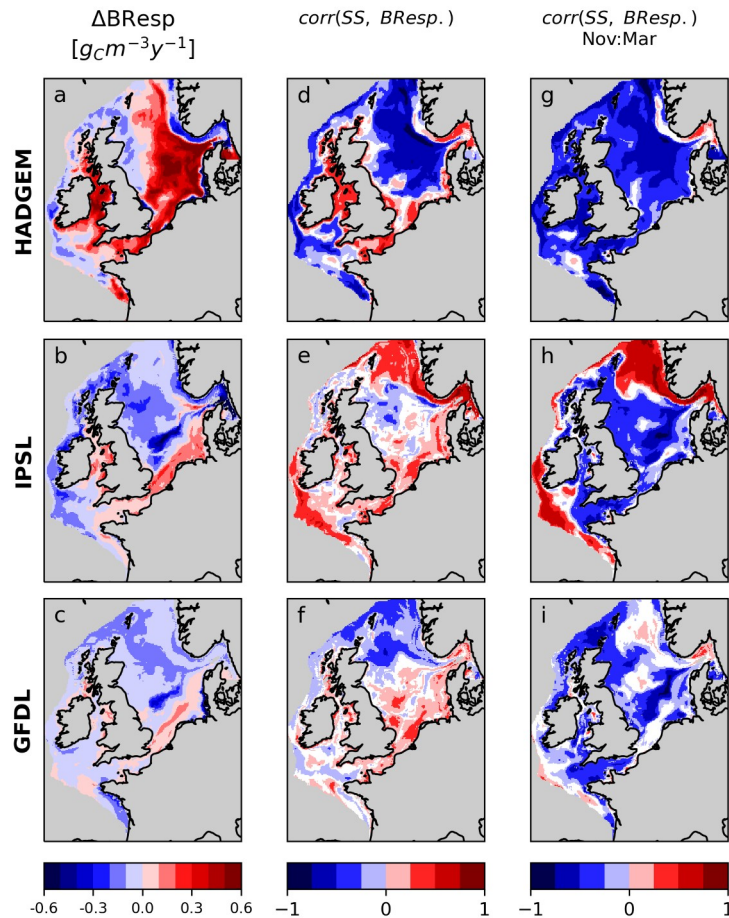 ΔBResp
[g_C m^{-3} y^{-1}]
corr(SS, BResp.)
corr(SS, BResp.)
Nov:Mar
HADGEM
a
d
g
IPSL
b
e
h
GFDL
c
f
i
-0.6 -0.3 0.0 0.3 0.6
−1 0 1
−1 0 1